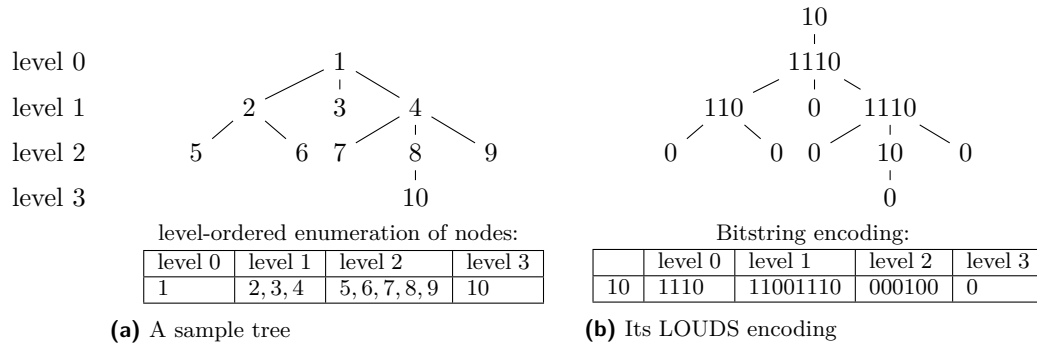 10
level 0 1 1110
level 1 2 3 4 110 0 1110
level 2 5 6 7 8 9 0 0 0 10 0
level 3 10 0
level-ordered enumeration of nodes: Bitstring encoding:
level 0 level 1 level 2 level 3 level 0 level 1 level 2 level 3
1 2, 3, 4 5, 6, 7, 8, 9 10 10 1110 11001110 000100 0
(a) A sample tree (b) Its LOUDS encoding